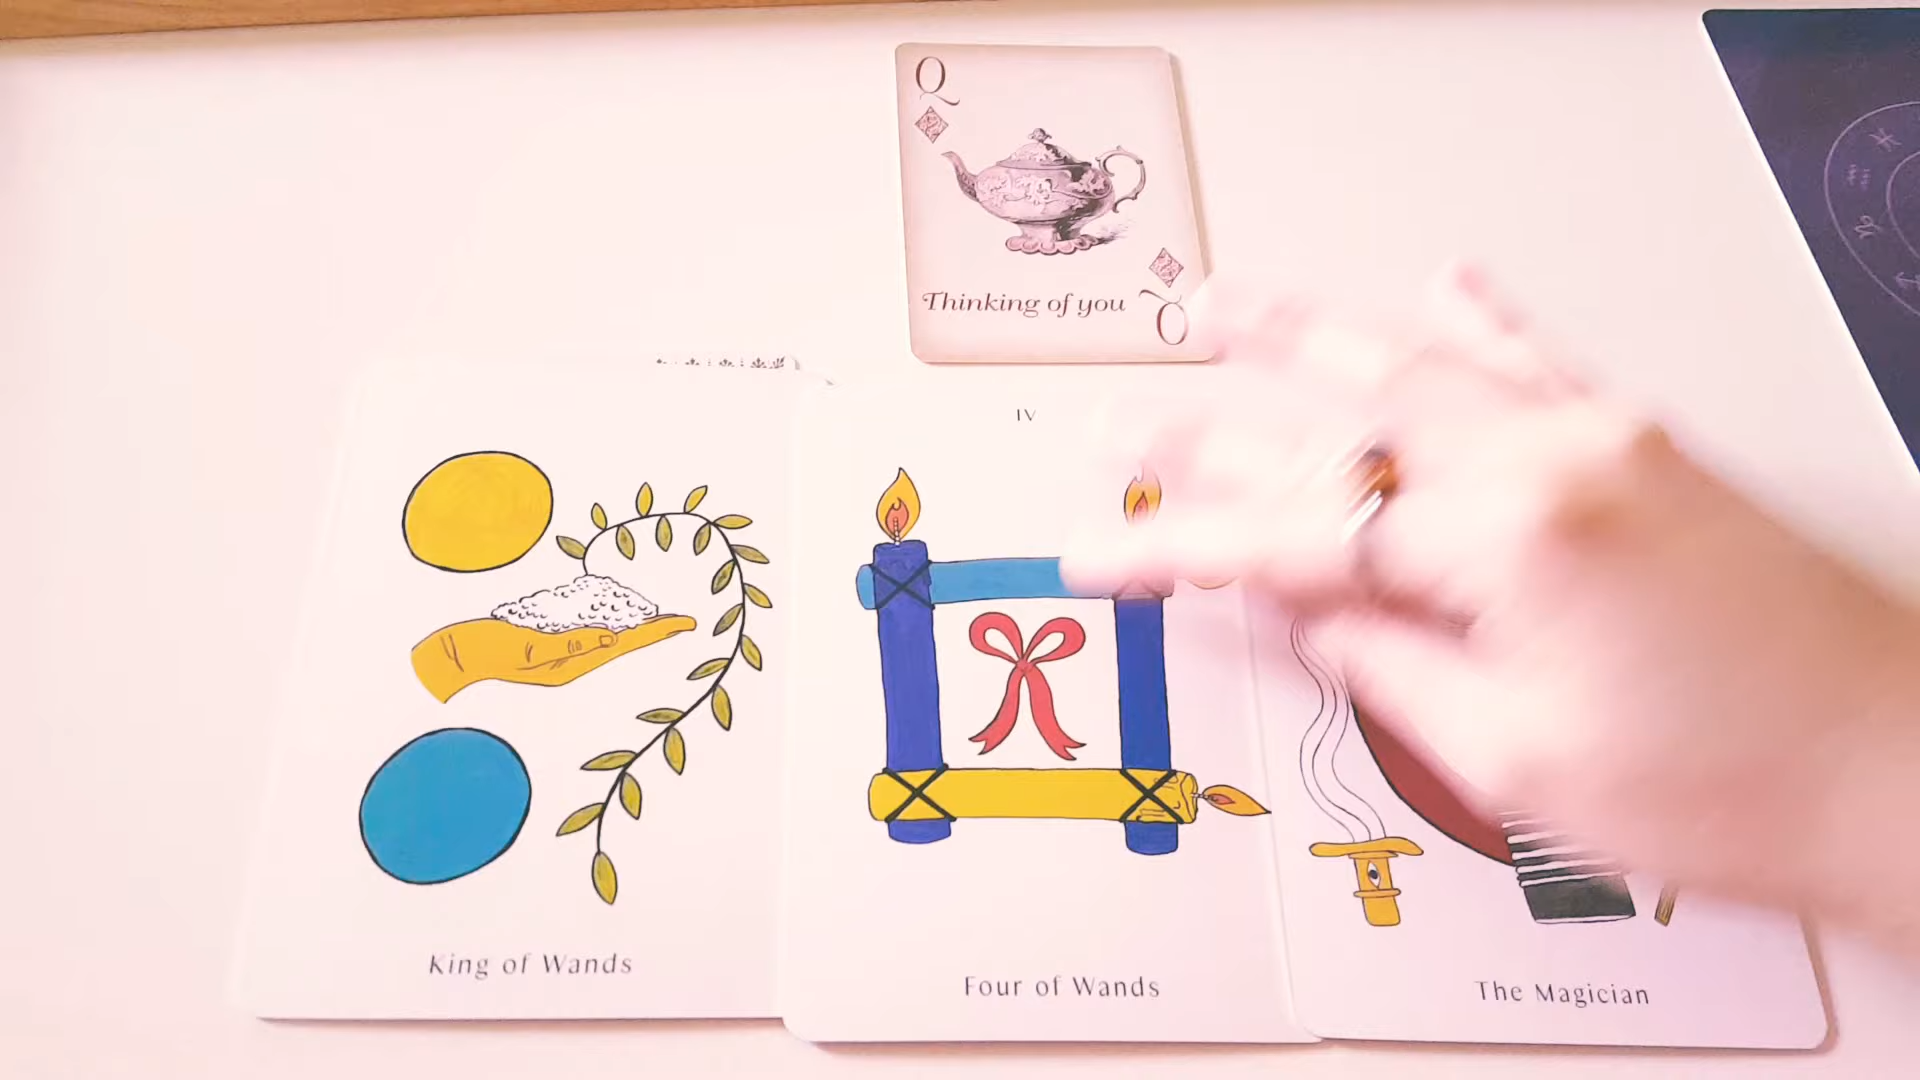 Q
Thinking of you
Q
IV
King of Wands
Four of Wands
The Magician